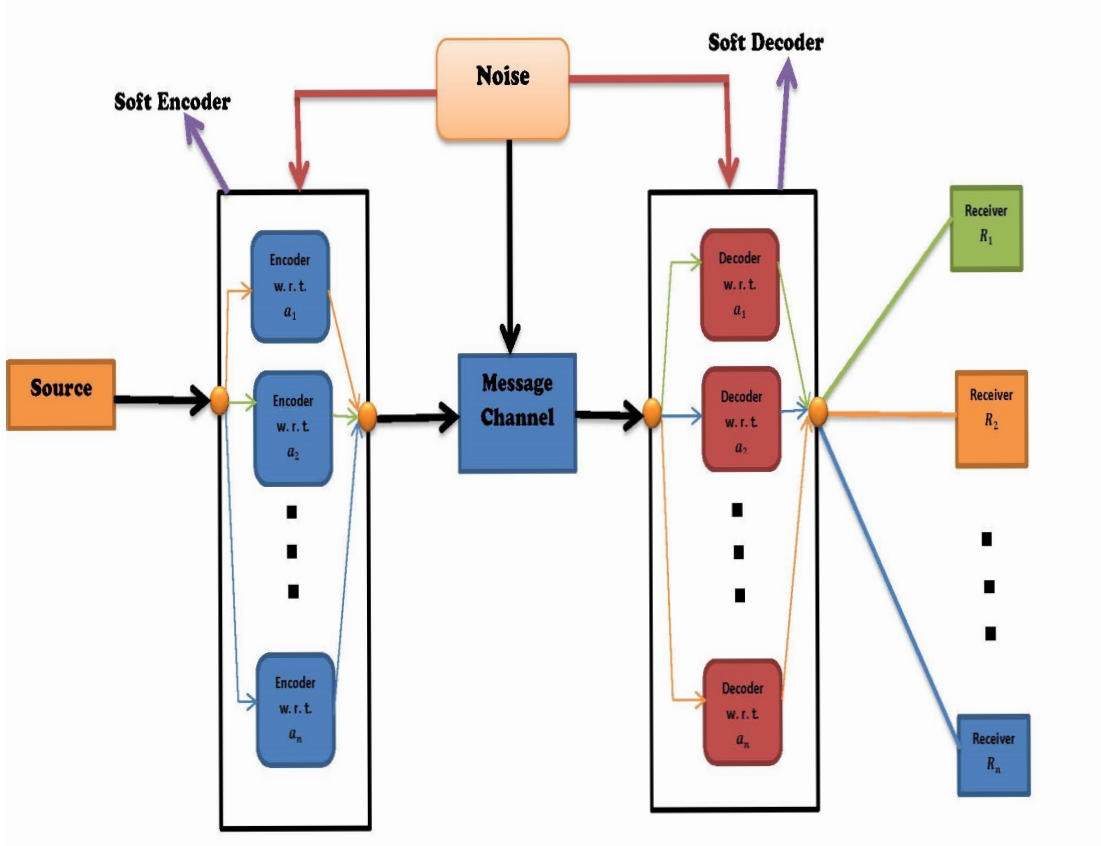 Soft Decoder
Noise
Soft Encoder
Encoder
w. r. t.
a₁
Decoder
w. r. t.
a₁
Receiver
R₁
Source
Encoder
w. r. t.
a₂
Message
Channel
Decoder
w. r. t.
a₂
Receiver
R₂
Encoder
w. r. t.
aₙ
Decoder
w. r. t.
aₙ
Receiver
Rₙ